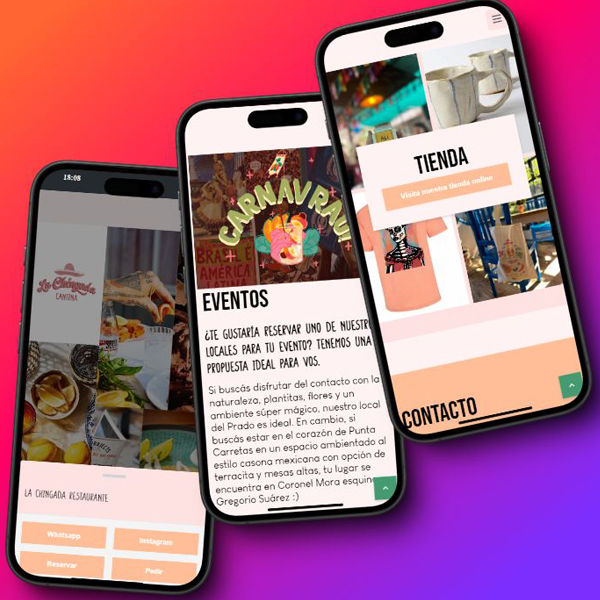 18:08
La Chingada
CANTINA
LA CHINGADA RESTAURANTE
Whatsapp
Instagram
Reservar
Pedir
CARNAVRAU!
BRASIL E
AMÉRICA
LATINA
EVENTOS
¿TE GUSTARÍA RESERVAR UNO DE NUESTR
LOCALES PARA TU EVENTO? TENEMOS UNA
PROPUESTA IDEAL PARA VOS.
Si buscás disfrutar del contacto con la
naturaleza, plantitas, flores y un
ambiente súper mágico, nuestro local
del Prado es ideal. En cambio, si
buscás estar en el corazón de Punta
Carretas en un espacio ambientado al
estilo casona mexicana con opción de
terracita y mesas altas, tu lugar se
encuentra en Coronel Mora esquin
Gregorio Suárez :)
TIENDA
Visita nuestra tienda online
CONTACTO